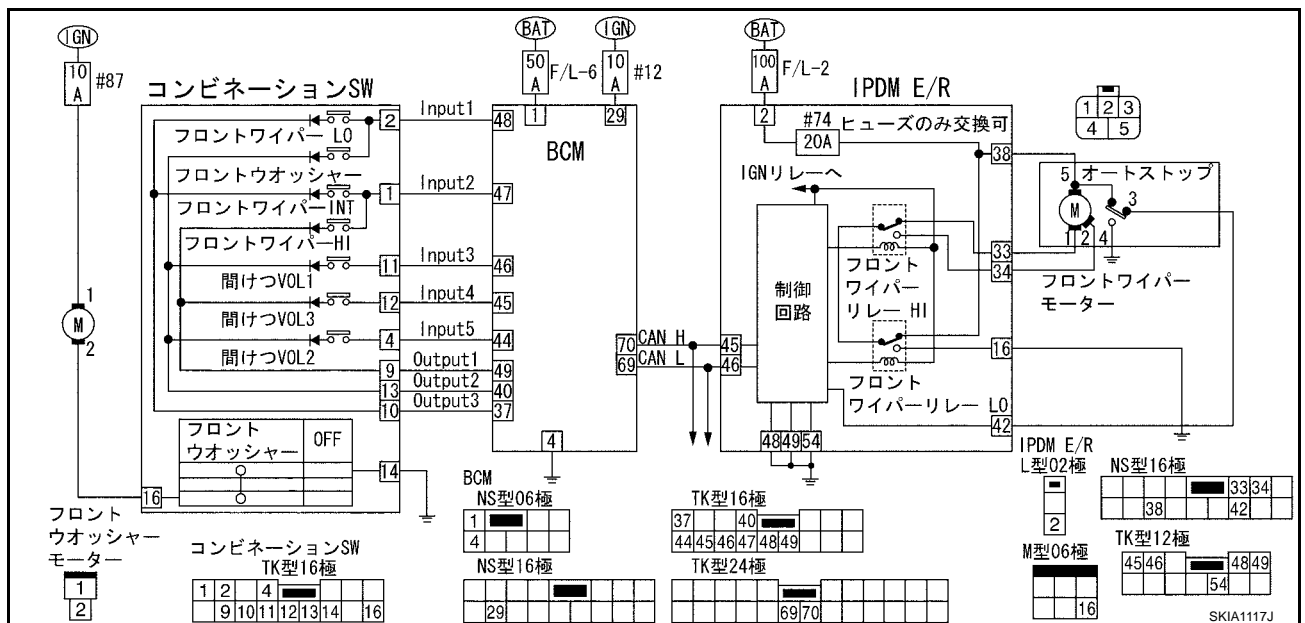 IGN
10
A
#87
コンビネーションSW
フロントワイパー LO
フロントウオッシャー
フロントワイパーINT
フロントワイパーHI
間けつVOL1
間けつVOL3
間けつVOL2
2
1
11
12
4
9
13
10
Input1
Input2
Input3
Input4
Input5
Output1
Output2
Output3
48
47
46
45
44
49
40
37
1
M
2
フロント
ウオッシャー
OFF
16
14
フロント
ウオッシャー
モーター
1
2
BAT
50
A
F/L-6
IGN
10
A
#12
1
29
BCM
70
69
CAN H
CAN L
4
BAT
100
A
F/L-2
IPDM E/R
2
#74
20A
ヒューズのみ交換可
IGNリレーへ
制御
回路
フロント
ワイパー
リレー HI
フロント
ワイパーリレー LO
45
46
48 49 54
38
33
34
16
42
1 2 3
4 5
オートストップ
5
M
3
1 2 4
フロントワイパー
モーター
コンビネーションSW
TK型16極
1 2 4
9 10 11 12 13 14 16
BCM
NS型06極
1
4
NS型16極
29
TK型16極
37 40
44 45 46 47 48 49
TK型24極
69 70
IPDM E/R
L型02極
2
NS型16極
33 34
38 42
M型06極
16
TK型12極
45 46 48 49
54
SKIA1117J